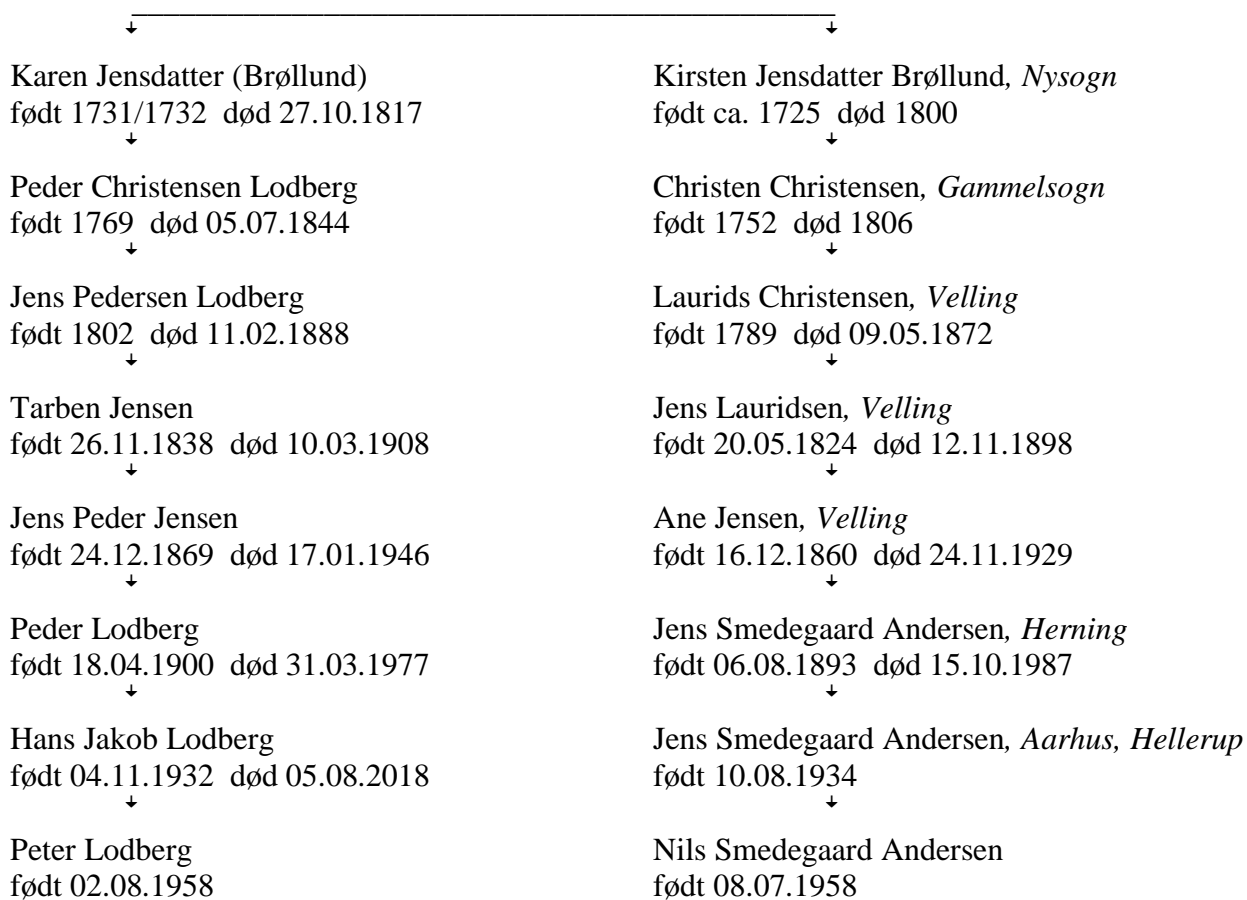 Karen Jensdatter (Brøllund)
født 1731/1732 død 27.10.1817
Peder Christensen Lodberg
født 1769 død 05.07.1844
Jens Pedersen Lodberg
født 1802 død 11.02.1888
Tarben Jensen
født 26.11.1838 død 10.03.1908
Jens Peder Jensen
født 24.12.1869 død 17.01.1946
Peder Lodberg
født 18.04.1900 død 31.03.1977
Hans Jakob Lodberg
født 04.11.1932 død 05.08.2018
Peter Lodberg
født 02.08.1958
Kirsten Jensdatter Brøllund, Nysogn
født ca. 1725 død 1800
Christen Christensen, Gammelsogn
født 1752 død 1806
Laurids Christensen, Velling
født 1789 død 09.05.1872
Jens Lauridsen, Velling
født 20.05.1824 død 12.11.1898
Ane Jensen, Velling
født 16.12.1860 død 24.11.1929
Jens Smedegaard Andersen, Herning
født 06.08.1893 død 15.10.1987
Jens Smedegaard Andersen, Aarhus, Hellerup
født 10.08.1934
Nils Smedegaard Andersen
født 08.07.1958